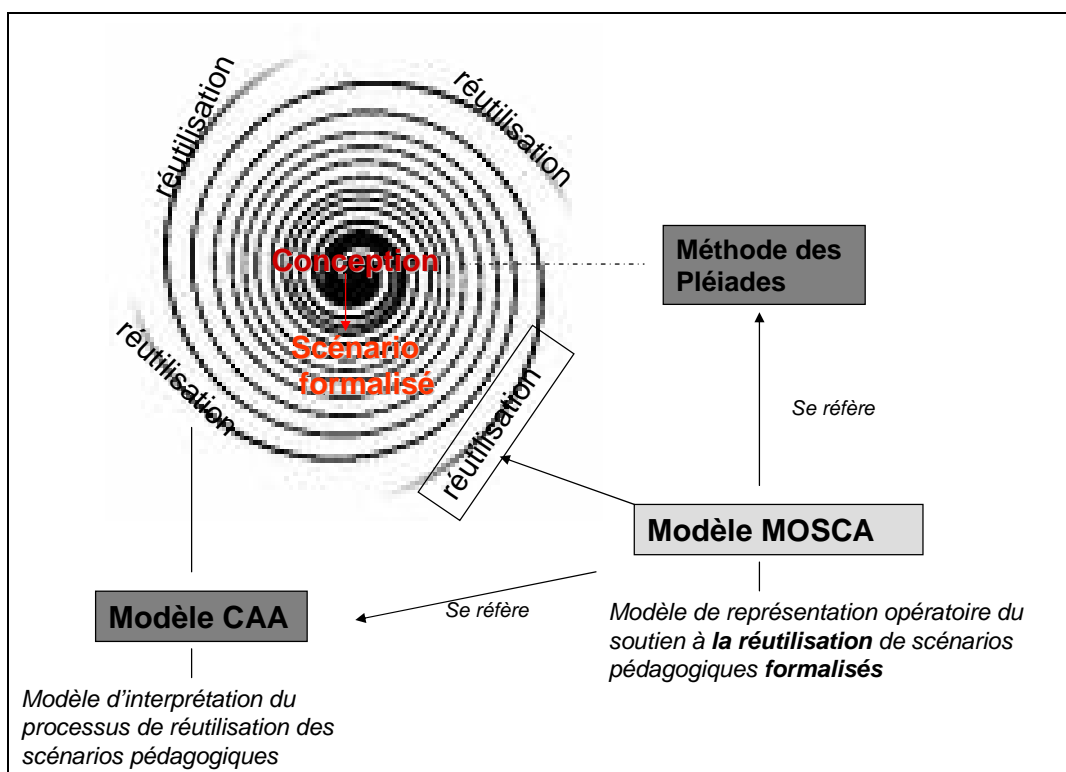 réutilisation
réutilisation
Conception
Scénario
formalisé
réutilisation
réutilisation
Méthode des
Pléiades
Se réfère
Modèle MOSCA
Modèle de représentation opératoire du
soutien à la réutilisation de scénarios
pédagogiques formalisés
Se réfère
Modèle CAA
Modèle d’interprétation du
processus de réutilisation des
scénarios pédagogiques